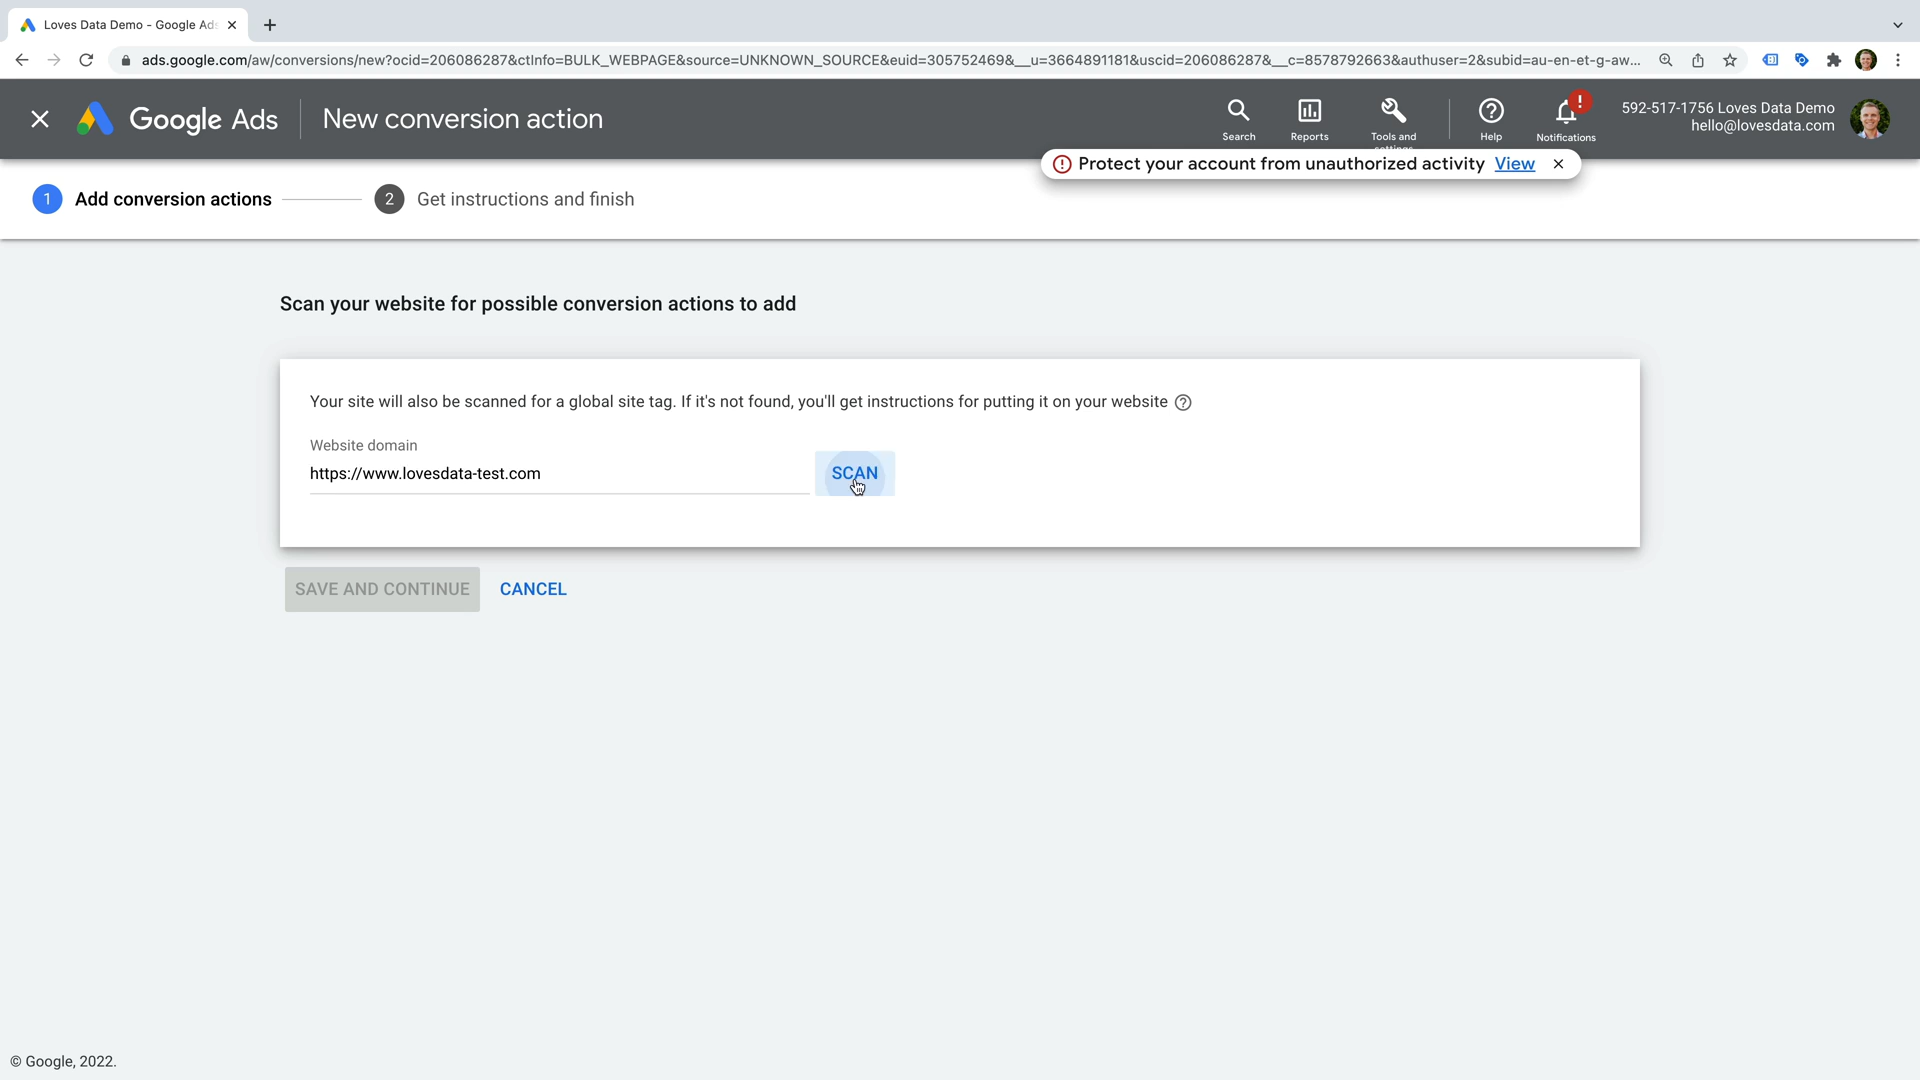 Loves Data Demo - Google Ads
ads.google.com/aw/conversions/new?ocid=206086287&ctInfo=BULK_WEBPAGE&source=UNKNOWN_SOURCE&euid=305752469&__u=3664891181&uscid=206086287&__c=8578792663&authuser=2&subid=au-en-et-g-aw...
Google Ads
New conversion action
Search
Reports
Tools and
settings
Help
!
Notifications
592-517-1756 Loves Data Demo
hello@lovesdata.com
Protect your account from unauthorized activity View
1 Add conversion actions
2 Get instructions and finish
Scan your website for possible conversion actions to add
Your site will also be scanned for a global site tag. If it's not found, you'll get instructions for putting it on your website
Website domain
https://www.lovesdata-test.com
SCAN
SAVE AND CONTINUE CANCEL
© Google, 2022.